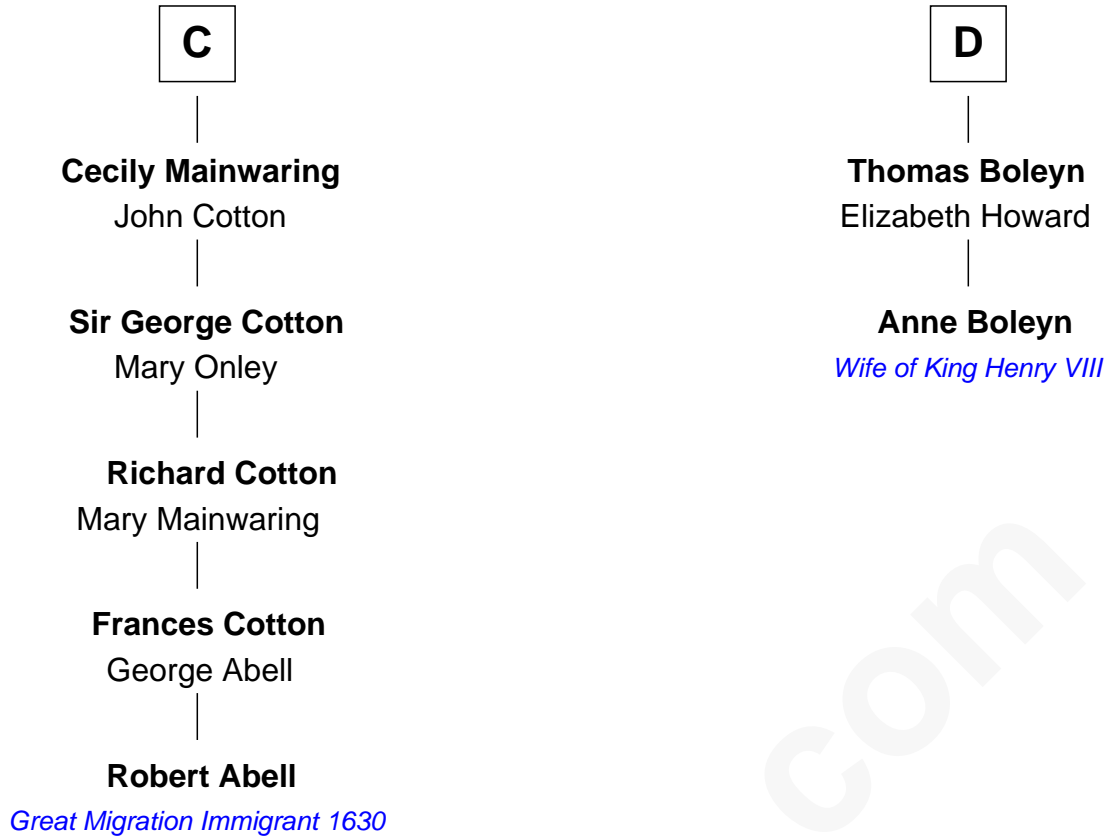 C
Cecily Mainwaring
John Cotton
Sir George Cotton
Mary Onley
Richard Cotton
Mary Mainwaring
Frances Cotton
George Abell
Robert Abell
Great Migration Immigrant 1630
D
Thomas Boleyn
Elizabeth Howard
Anne Boleyn
Wife of King Henry VIII
com